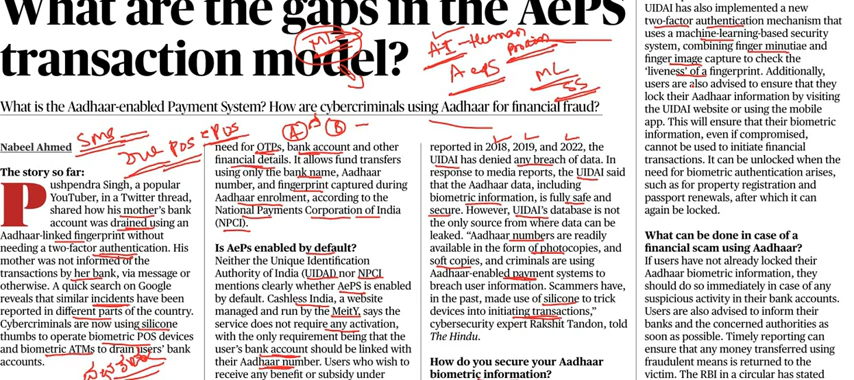 What are the gaps in the AePS
transaction model?
What is the Aadhaar-enabled Payment System? How are cybercriminals using Aadhaar for financial fraud?
ML
AI - Human
AePS
ML
SS
SMS
POS ePOS
A
B
Nabeel Ahmed
The story so far:
Pushpendra Singh, a popular
YouTuber, in a Twitter thread,
shared how his mother's bank
account was drained using an
Aadhaar-linked fingerprint without
needing a two-factor authentication. His
mother was not informed of the
transactions by her bank, via message or
otherwise. A quick search on Google
reveals that similar incidents have been
reported in different parts of the country.
Cybercriminals are now using silicone
thumbs to operate biometric POS devices
and biometric ATMs to drain users' bank
accounts.
need for OTPs, bank account and other
financial details. It allows fund transfers
using only the bank name, Aadhaar
number, and fingerprint captured during
Aadhaar enrolment, according to the
National Payments Corporation of India
(NPCI).
Is AePS enabled by default?
Neither the Unique Identification
Authority of India (UIDAI) nor NPCI
mentions clearly whether AePS is enabled
by default. Cashless India, a website
managed and run by the MeitY, says the
service does not require any activation,
with the only requirement being that the
user's bank account should be linked with
their Aadhaar number. Users who wish to
receive any benefit or subsidy under
reported in 2018, 2019, and 2022, the
UIDAI has denied any breach of data. In
response to media reports, the UIDAI said
that the Aadhaar data, including
biometric information, is fully safe and
secure. However, UIDAI's database is not
the only source from where data can be
leaked. "Aadhaar numbers are readily
available in the form of photocopies, and
soft copies, and criminals are using
Aadhaar-enabled payment systems to
breach user information. Scammers have,
in the past, made use of silicone to trick
devices into initiating transactions,"
cybersecurity expert Rakshit Tandon, told
The Hindu.
How do you secure your Aadhaar
biometric information?
UIDAI has also implemented a new
two-factor authentication mechanism that
uses a machine-learning-based security
system, combining finger minutiae and
finger image capture to check the
'liveness' of a fingerprint. Additionally,
users are also advised to ensure that they
lock their Aadhaar information by visiting
the UIDAI website or using the mobile
app. This will ensure that their biometric
information, even if compromised,
cannot be used to initiate financial
transactions. It can be unlocked when the
need for biometric authentication arises,
such as for property registration and
passport renewals, after which it can
again be locked.
What can be done in case of a
financial scam using Aadhaar?
If users have not already locked their
Aadhaar biometric information, they
should do so immediately in case of any
suspicious activity in their bank accounts.
Users are also advised to inform their
banks and the concerned authorities as
soon as possible. Timely reporting can
ensure that any money transferred using
fraudulent means is returned to the
victim. The RBI in a circular has stated